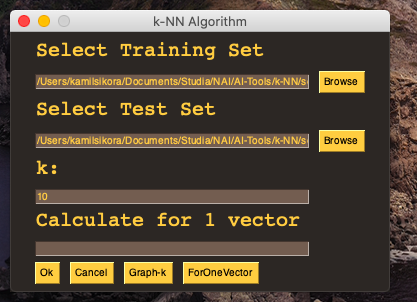 k-NN Algorithm
Select Training Set
/Users/kamilsikora/Documents/Studia/NAI/AI-Tools/k-NN/s
Browse
Select Test Set
/Users/kamilsikora/Documents/Studia/NAI/AI-Tools/k-NN/s
Browse
k:
10
Calculate for 1 vector
Ok Cancel Graph-k ForOneVector